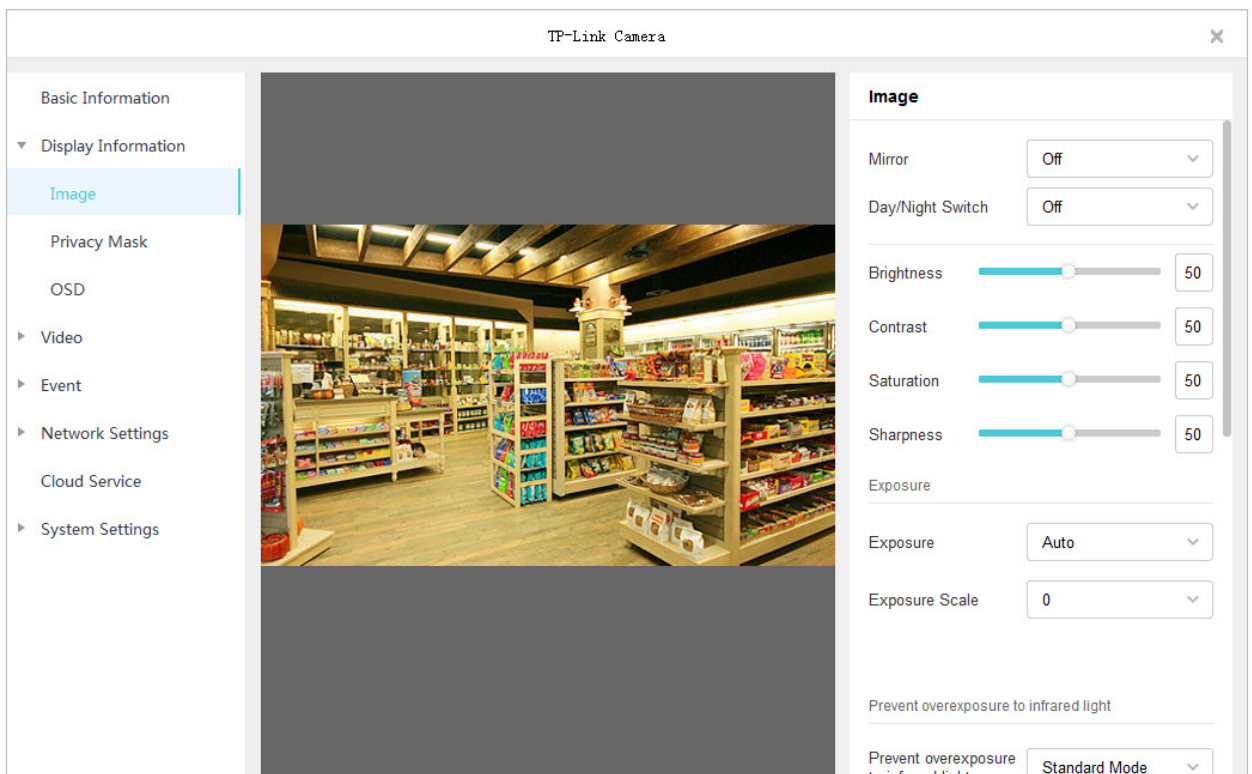 TP-Link Camera
Basic Information
Display Information
Image
Privacy Mask
OSD
Video
Event
Network Settings
Cloud Service
System Settings
Image
Mirror Off
Day/Night Switch Off
Brightness 50
Contrast 50
Saturation 50
Sharpness 50
Exposure
Exposure Auto
Exposure Scale 0
Prevent overexposure to infrared light
Prevent overexposure
Standard Mode